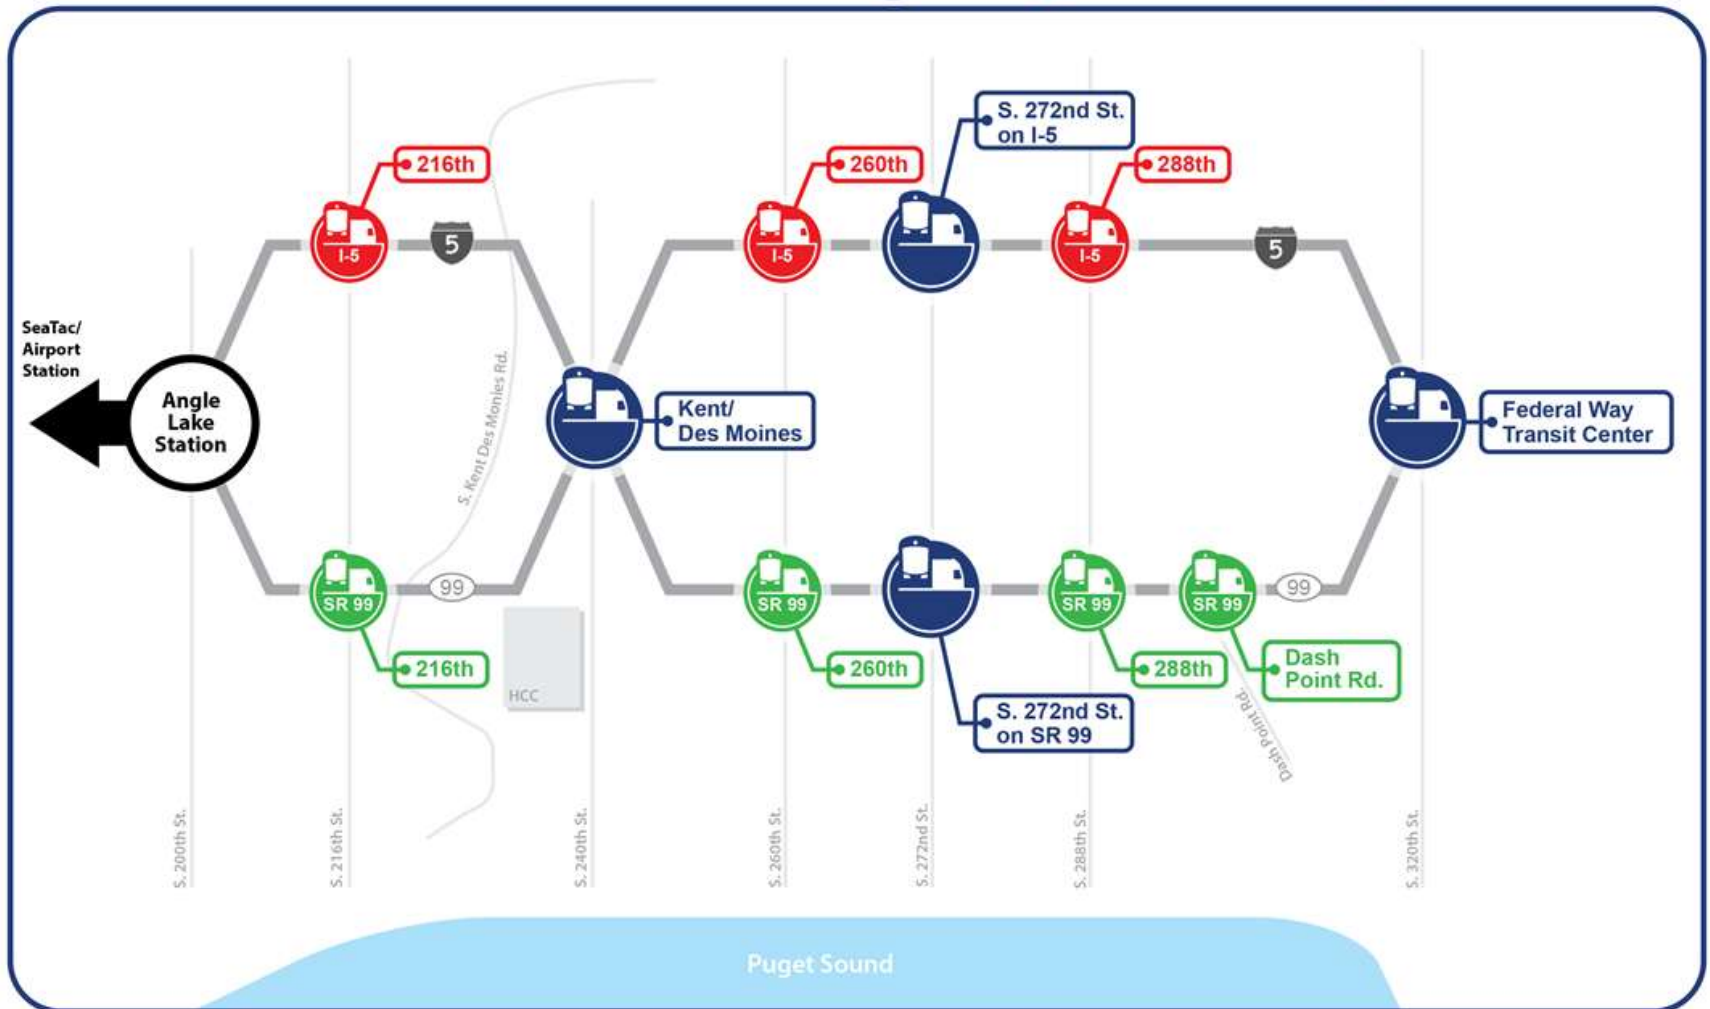 S. 272nd St.
on I-5
216th
260th
288th
I-5
5
I-5
I-5
5
SeaTac/
Airport
Station
Angle
Lake
Station
S. Kent Des Monies Rd.
Kent/
Des Moines
Federal Way
Transit Center
SR 99
99
SR 99
SR 99
SR 99
99
216th
HCC
260th
288th
Dash
Point Rd.
S. 272nd St.
on SR 99
Dash Point Rd.
S. 200th St.
S. 216th St.
S. 240th St.
S. 260th St.
S. 272nd St.
S. 288th St.
S. 320th St.
Puget Sound